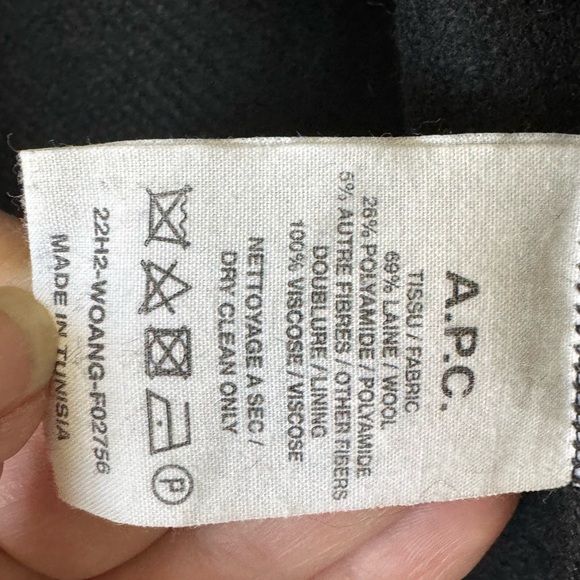 A.P.C.
TISSU / FABRIC
69% LAINE / WOOL
26% POLYAMIDE / POLYAMIDE
5% AUTRE FIBRES / OTHER FIBERS
DOUBLURE / LINING
100% VISCOSE / VISCOSE
NETTOYAGE A SEC /
DRY CLEAN ONLY
P
22H2-WOANG-F02756
MADE IN TUNISIA